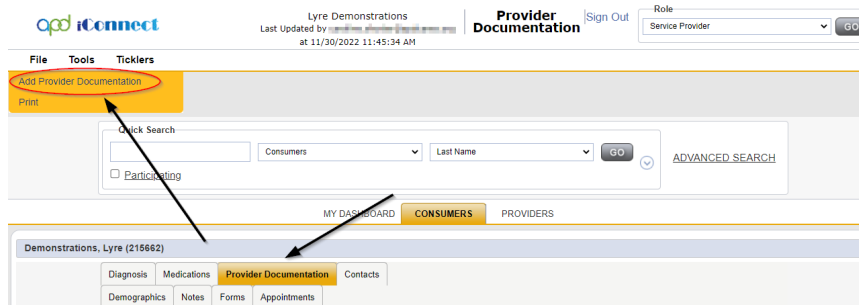 apd iConnect
Lyre Demonstrations
Last Updated by
at 11/30/2022 11:45:34 AM
Provider
Documentation
Sign Out
Role
Service Provider
GO
File Tools Ticklers
Add Provider Documentation
Print
Quick Search
Consumers
Last Name
GO
ADVANCED SEARCH
Participating
MY DASHBOARD CONSUMERS PROVIDERS
Demonstrations, Lyre (215662)
Diagnosis Medications Provider Documentation Contacts
Demographics Notes Forms Appointments